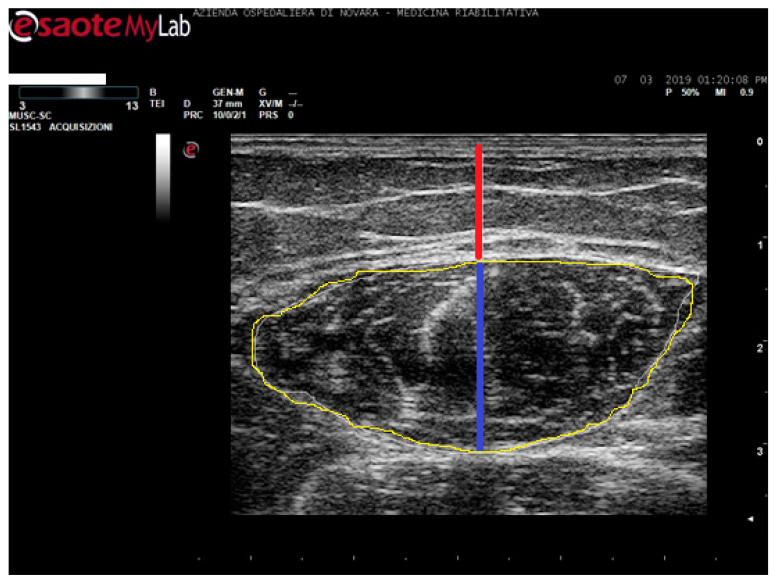 AZIENDA OSPEDALIERA DI NOVARA - MEDICINA RIABILITATIVA
esaote MyLab
07 03 2019 01:20:08 PM
B GEN-M G ---
P 50% MI 0.9
TEI D 37 mm XV/M -/--
3 13
PRC 10/0/2/1 PRS 0
MUSC-SC
SL1543 ACQUISIZIONI
e
0
1
2
3